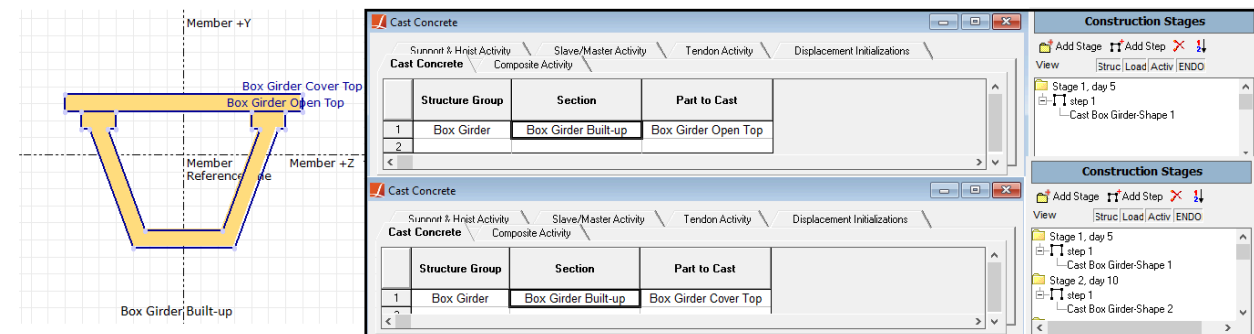 Member +Y
Box Girder Cover Top
Box Girder Open Top
Member Reference
Member +Z
Box Girder Built-up
Cast Concrete
Support & Hoist Activity Slave/Master Activity Tendon Activity Displacement Initializations
Cast Concrete Composite Activity
Structure Group Section Part to Cast
1 Box Girder Box Girder Built-up Box Girder Open Top
2
Construction Stages
Add Stage Add Step
View Struc Load Activ ENDO
Stage 1, day 5
step 1
Cast Box Girder-Shape 1
Cast Concrete
Support & Hoist Activity Slave/Master Activity Tendon Activity Displacement Initializations
Cast Concrete Composite Activity
Structure Group Section Part to Cast
1 Box Girder Box Girder Built-up Box Girder Cover Top
Construction Stages
Add Stage Add Step
View Struc Load Activ ENDO
Stage 1, day 5
step 1
Cast Box Girder-Shape 1
Stage 2, day 10
step 1
Cast Box Girder-Shape 2